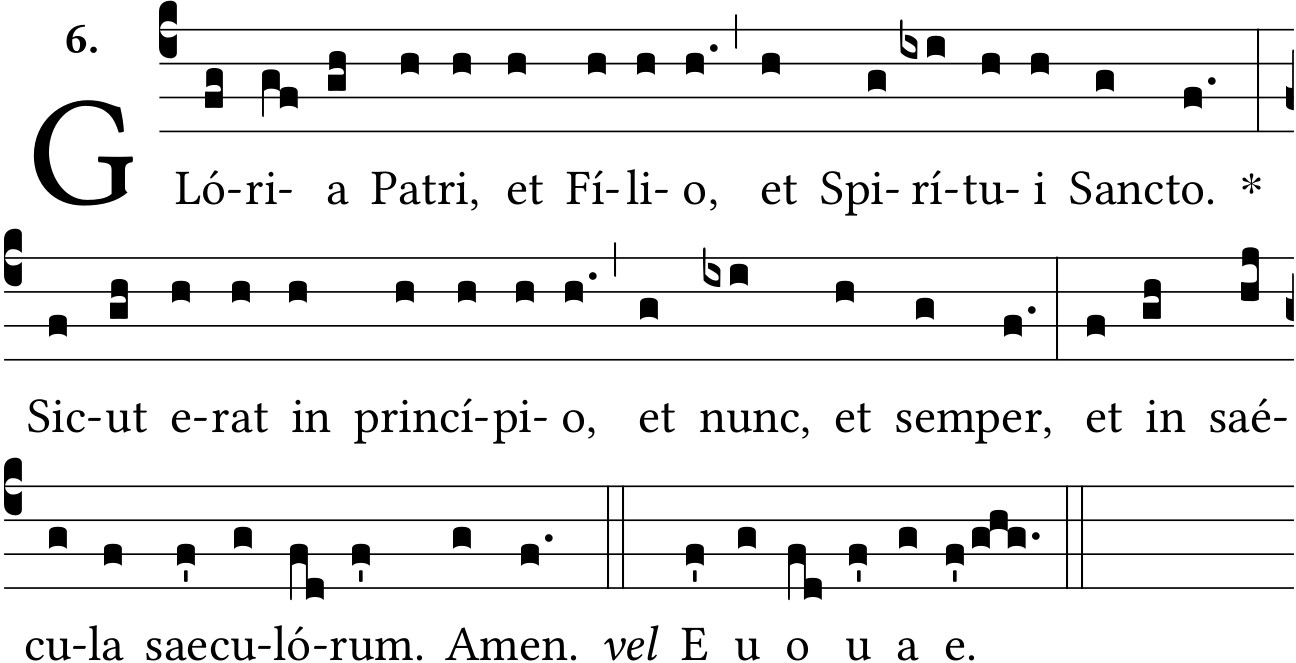 6.
GLó-ri- a Patri, et Fí-li- o, et Spi- rí-tu- i Sancto. *
Sic-ut e-rat in princí-pi- o, et nunc, et semper, et in saé-
cu-la saecu-ló-rum. Amen. vel E u o u a e.